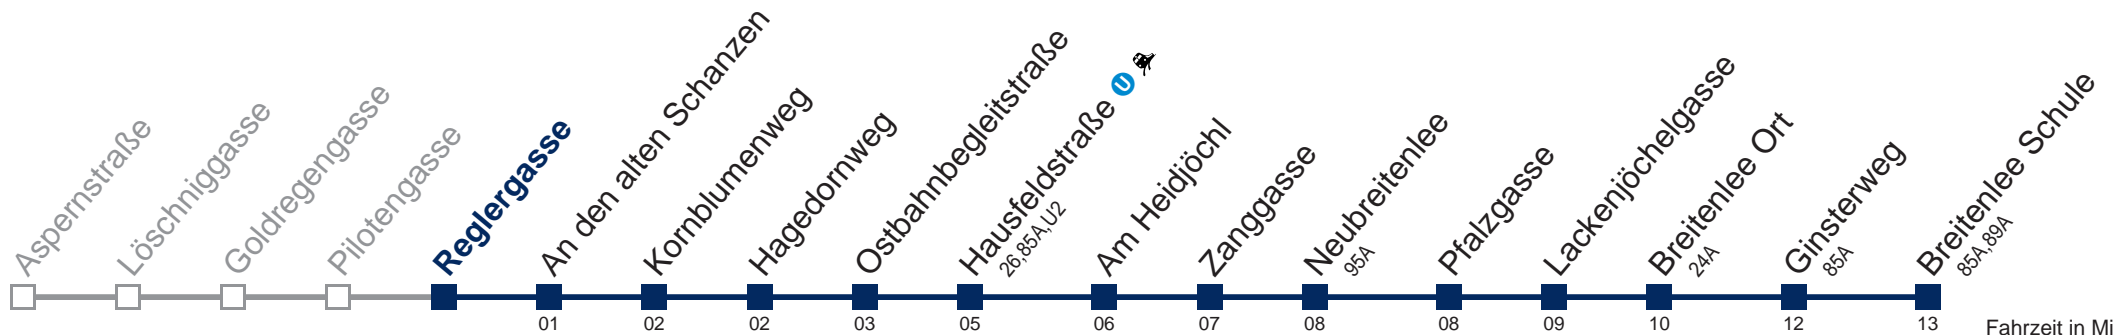 Aspernstraße
Löschniggasse
Goldregengasse
Pilotengasse
Reglergasse
An den alten Schanzen
Kornblumenweg
Hagedornweg
Ostbahnbegleitstraße
Hausfeldstraße U
26,85A,U2
Am Heidjöchl
Zanggasse
Neubreitenlee
95A
Pfalzgasse
Lackenjöchelgasse
Breitenlee Ort
24A
Ginsterweg
85A
Breitenlee Schule
85A,89A
01 02 02 03 05 06 07 08 08 09 10 12 13 Fahrzeit in Mi